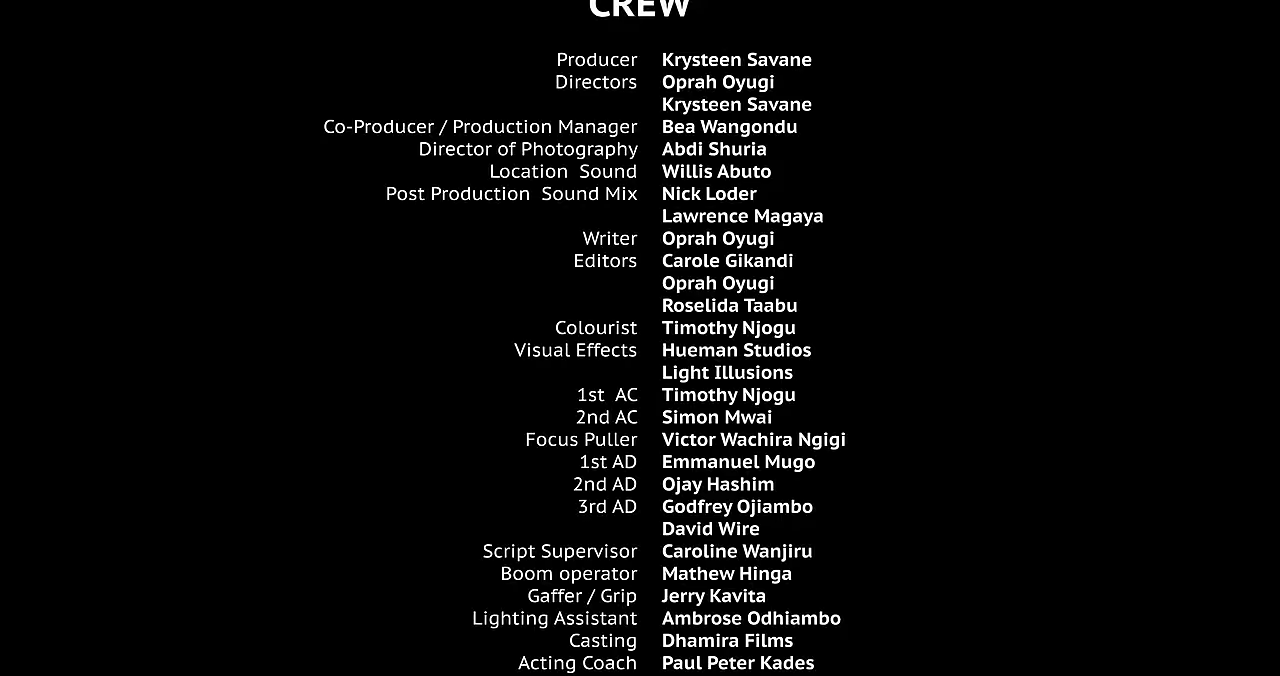 CREW
Producer Krysteen Savane
Directors Oprah Oyugi
Krysteen Savane
Co-Producer / Production Manager Bea Wangondu
Director of Photography Abdi Shuria
Location Sound Willis Abuto
Post Production Sound Mix Nick Loder
Lawrence Magaya
Writer Oprah Oyugi
Editors Carole Gikandi
Oprah Oyugi
Roselida Taabu
Colourist Timothy Njogu
Visual Effects Hueman Studios
Light Illusions
1st AC Timothy Njogu
2nd AC Simon Mwai
Focus Puller Victor Wachira Ngigi
1st AD Emmanuel Mugo
2nd AD Ojay Hashim
3rd AD Godfrey Ojiambo
David Wire
Script Supervisor Caroline Wanjiru
Boom operator Mathew Hinga
Gaffer / Grip Jerry Kavita
Lighting Assistant Ambrose Odhiambo
Casting Dhamira Films
Acting Coach Paul Peter Kades